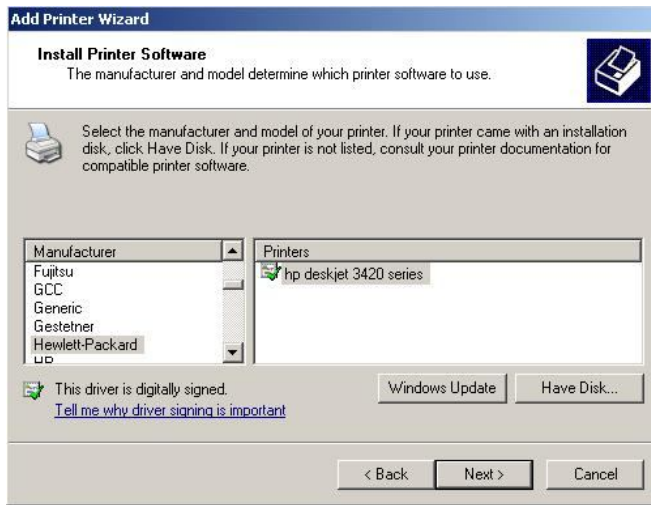 Add Printer Wizard
Install Printer Software
The manufacturer and model determine which printer software to use.
Select the manufacturer and model of your printer. If your printer came with an installation
disk, click Have Disk. If your printer is not listed, consult your printer documentation for
compatible printer software.
Manufacturer
Fujitsu
GCC
Generic
Gestetner
Hewlett-Packard
HP
Printers
hp deskjet 3420 series
This driver is digitally signed.
Tell me why driver signing is important
Windows Update
Have Disk...
< Back
Next >
Cancel